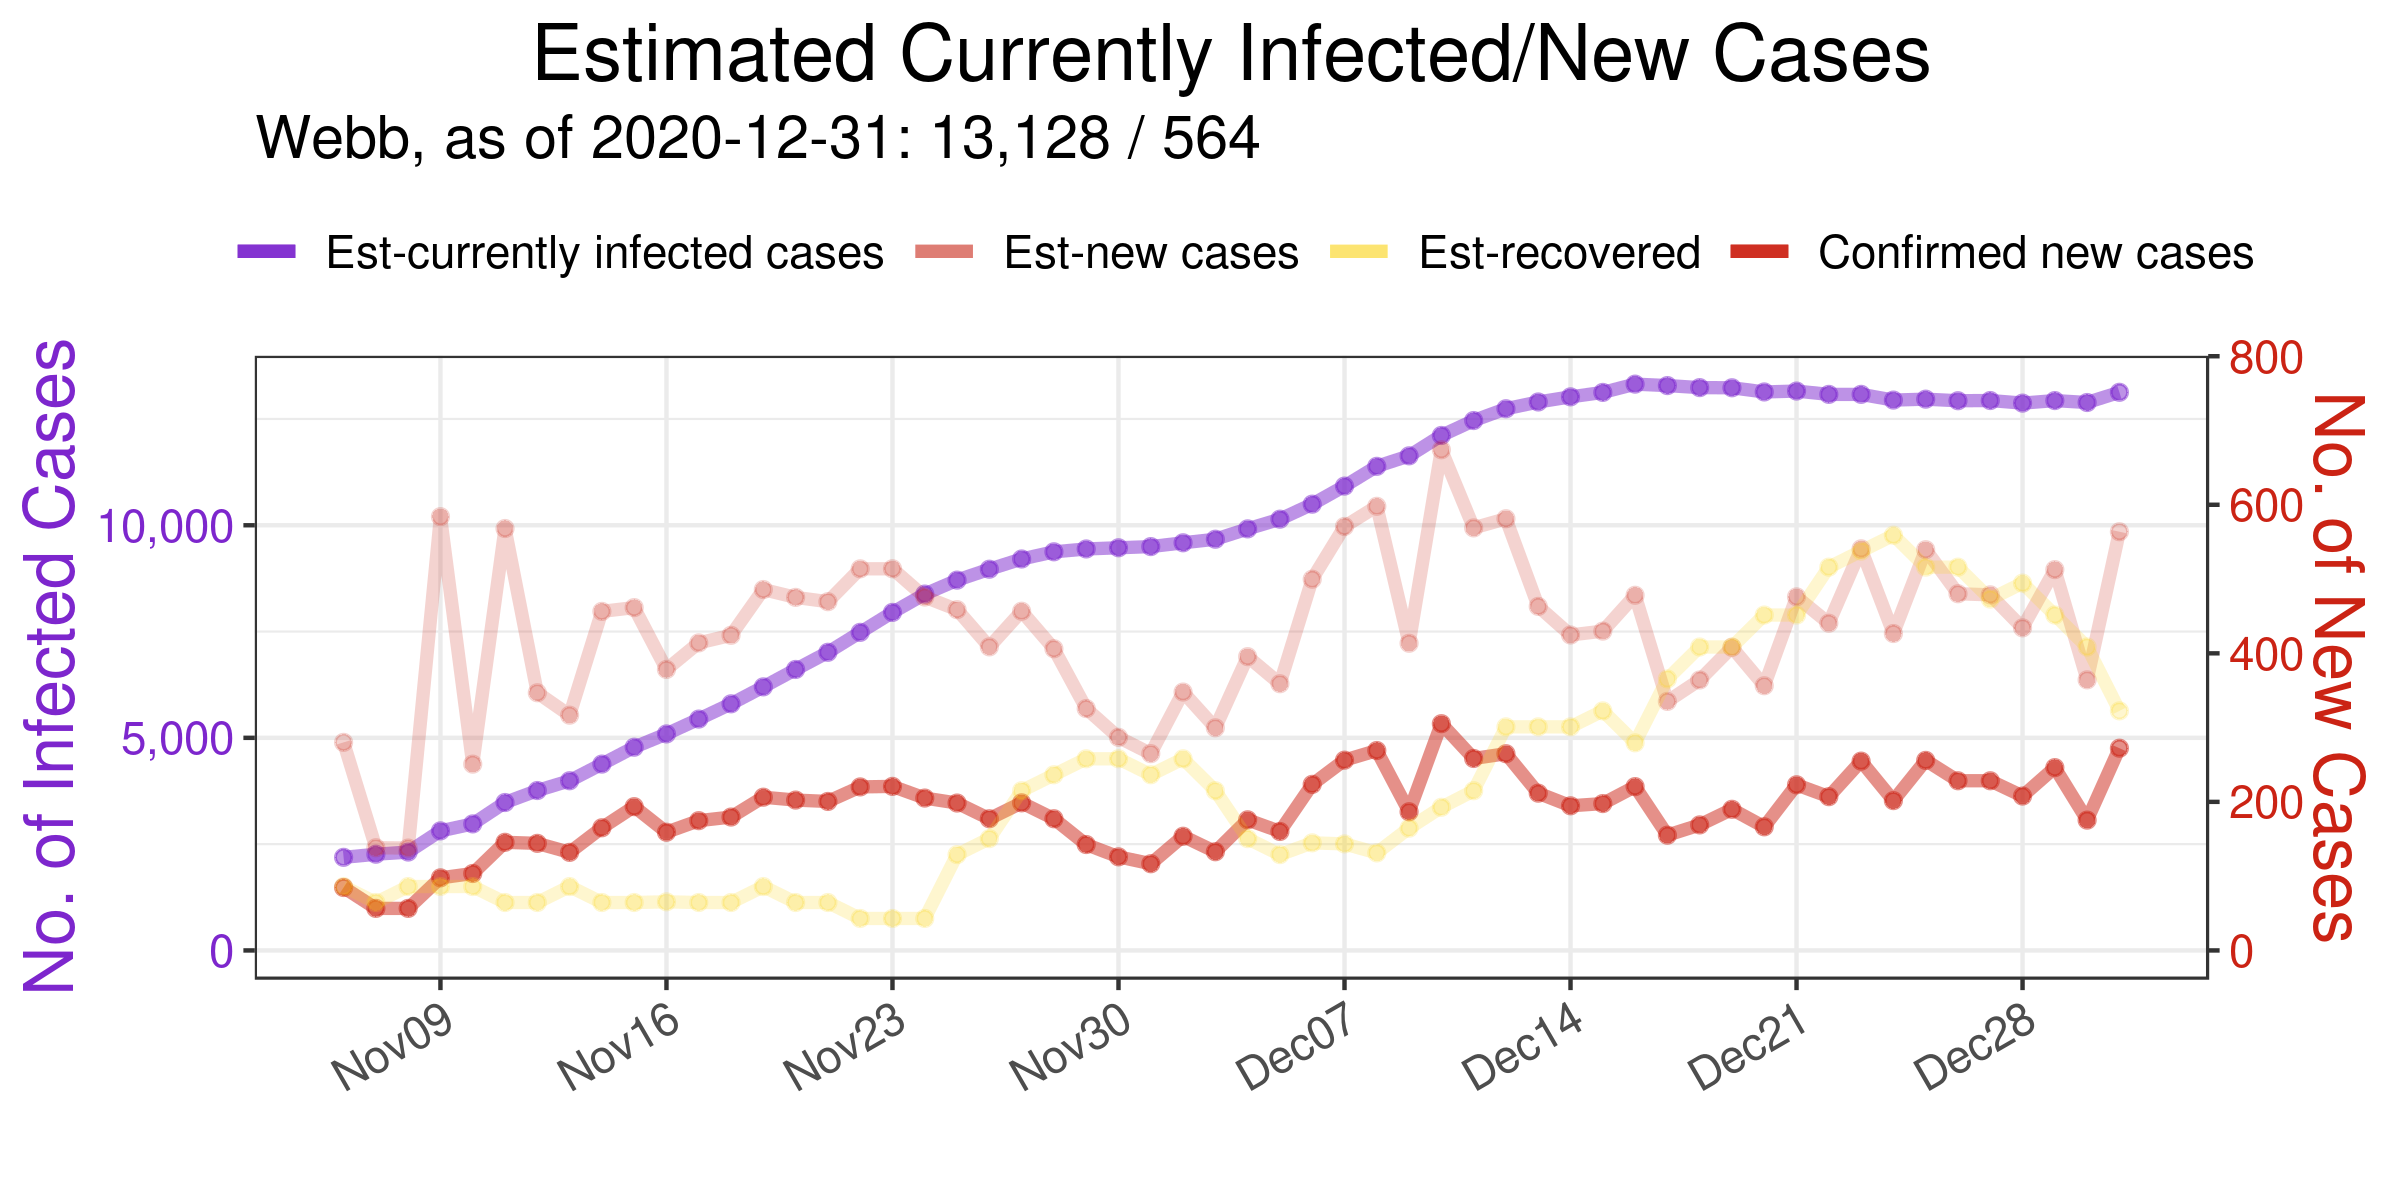 Estimated Currently Infected/New Cases
Webb, as of 2020-12-31: 13,128 / 564
Est-currently infected cases Est-new cases Est-recovered Confirmed new cases
No. of Infected Cases
10,000
5,000
0
800
600
400
200
0
No. of New Cases
Nov09 Nov16 Nov23 Nov30 Dec07 Dec14 Dec21 Dec28